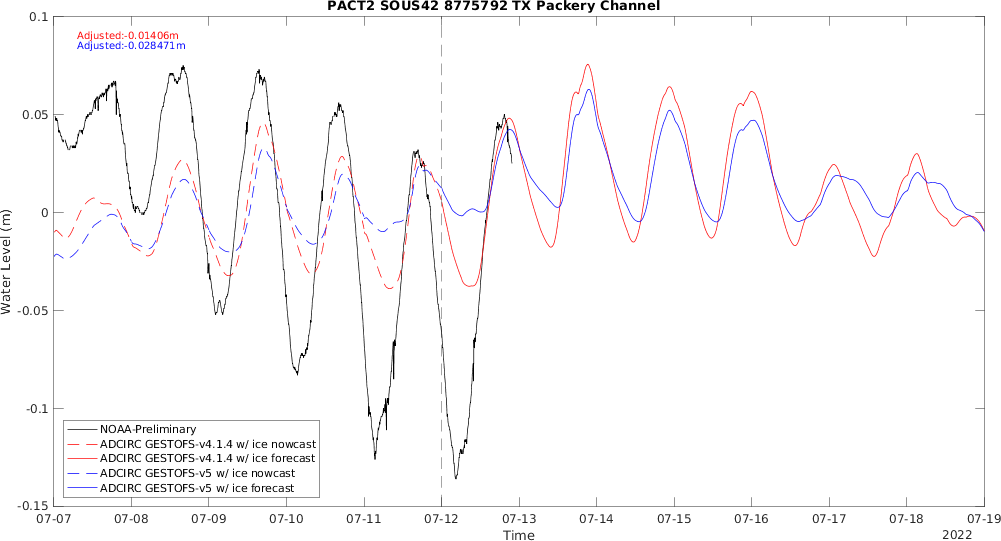 PACT2 SOUS42 8775792 TX Packery Channel
0.1
Adjusted:-0.01406m
Adjusted:-0.028471m
0.05
0
-0.05
-0.1
-0.15
Water Level (m)
NOAA-Preliminary
ADCIRC GESTOFS-v4.1.4 w/ ice nowcast
ADCIRC GESTOFS-v4.1.4 w/ ice forecast
ADCIRC GESTOFS-v5 w/ ice nowcast
ADCIRC GESTOFS-v5 w/ ice forecast
07-07 07-08 07-09 07-10 07-11 07-12 07-13 07-14 07-15 07-16 07-17 07-18 07-19
Time
2022